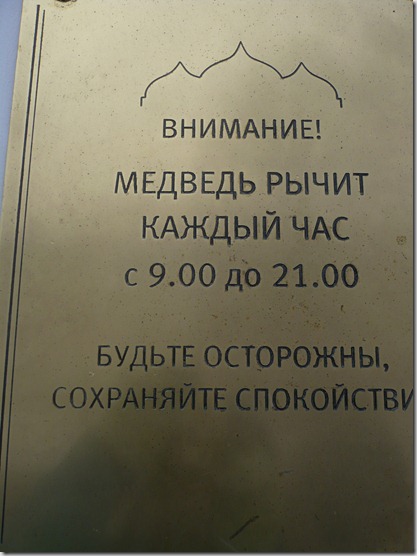 ВНИМАНИЕ!
МЕДВЕДЬ РЫЧИТ
КАЖДЫЙ ЧАС
с 9.00 до 21.00
БУДЬТЕ ОСТОРОЖНЫ,
СОХРАНЯЙТЕ СПОКОЙСТВИ